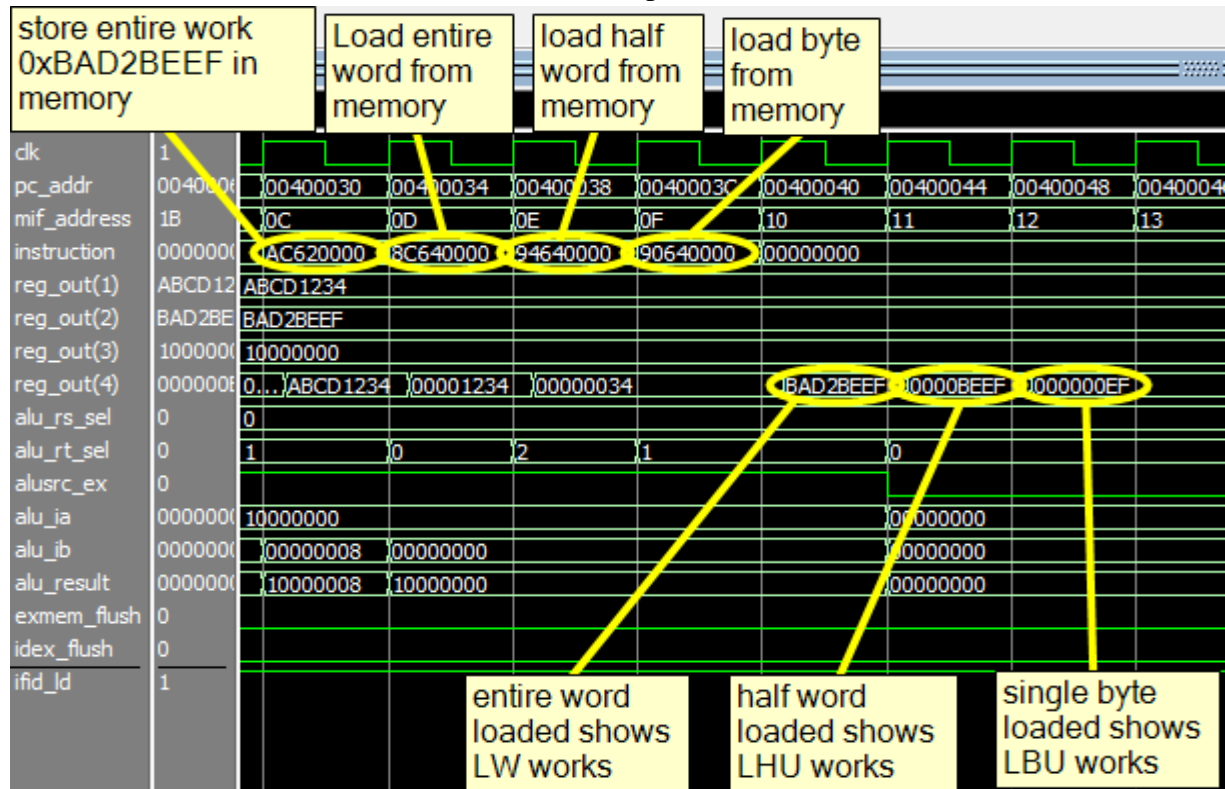 store entire work
0xBAD2BEEF in
memory
Load entire
word from
memory
load half
word from
memory
load byte
from
memory
clk 1
pc_addr 00400030 00400034 00400038 0040003C 00400040 00400044 00400048
mif_address 1B 0C 0D 0E 0F 10 11 12 13
instruction AC620000 8C640000 94640000 90640000 00000000
reg_out(1) ABCD12 ABCD1234
reg_out(2) BAD2BE BAD2BEEF
reg_out(3) 10000000
reg_out(4) 0... ABCD1234 00001234 00000034 BAD2BEEF 0000BEEF 000000EF
alu_rs_sel 0 0
alu_rt_sel 0 1 0 2 1 0
alusrc_ex 0
alu_ia 10000000 00000000
alu_ib 00000008 00000000 00000000
alu_result 10000008 10000000 00000000
exmem_flush 0
idex_flush 0
ifid_ld 1
entire word
loaded shows
LW works
half word
loaded shows
LHU works
single byte
loaded shows
LBU works